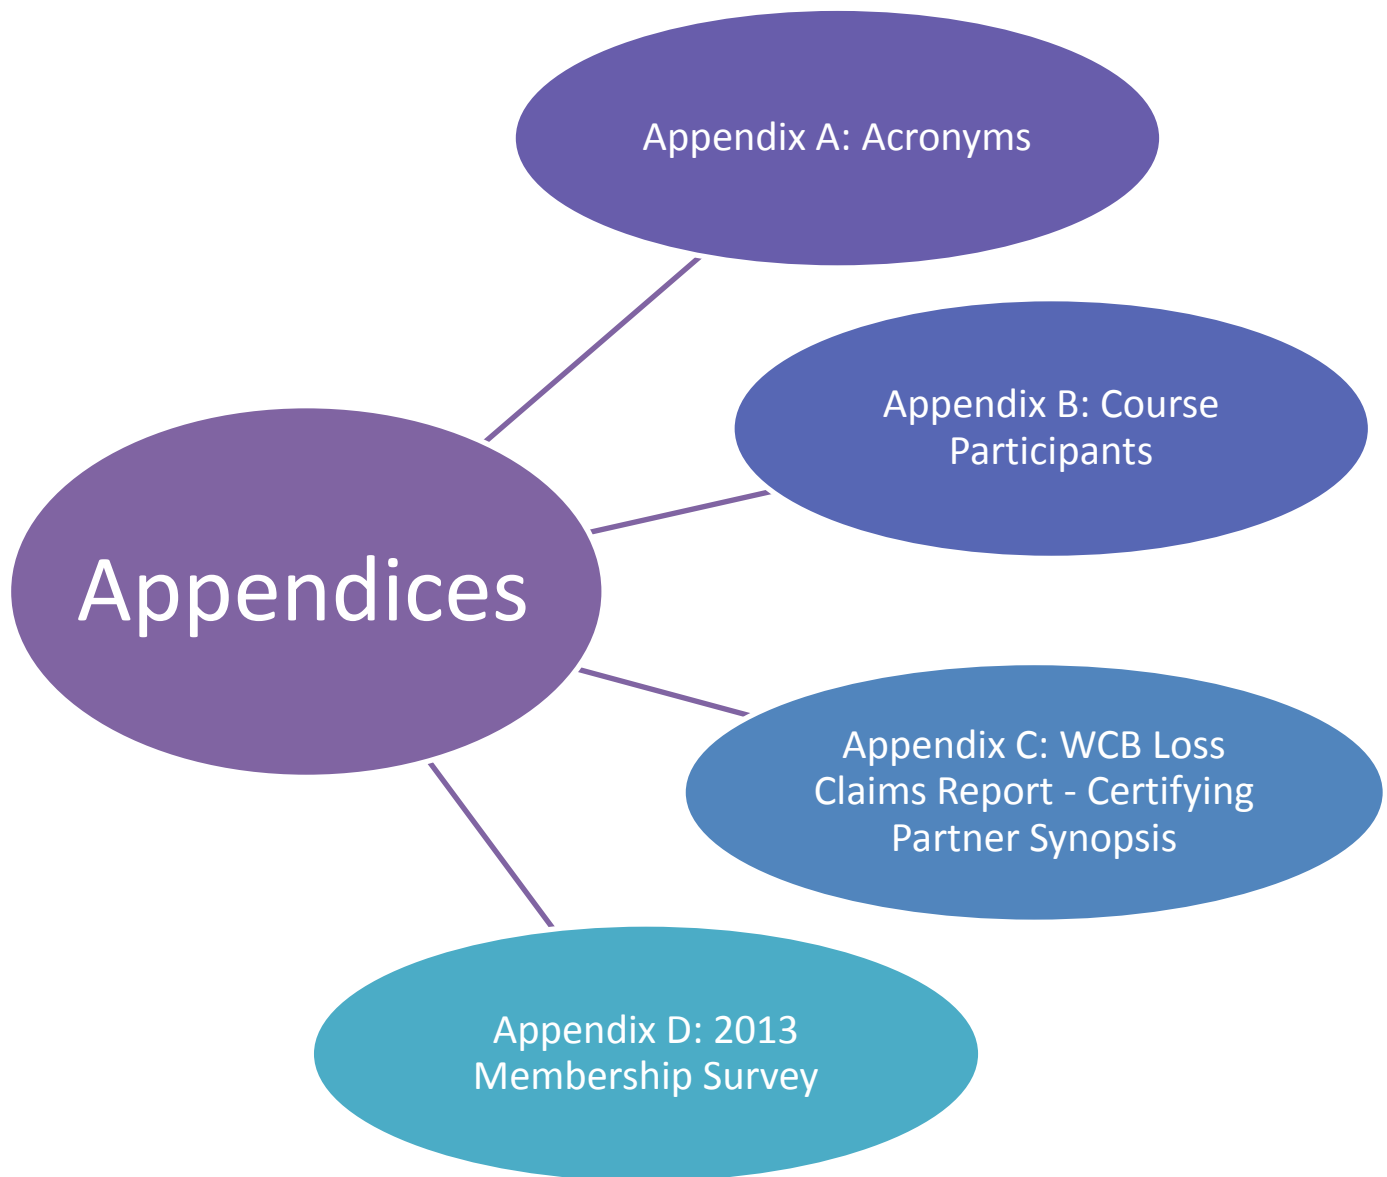 Appendix A: Acronyms
Appendix B: Course
Participants
Appendices
Appendix C: WCB Loss
Claims Report - Certifying
Partner Synopsis
Appendix D: 2013
Membership Survey